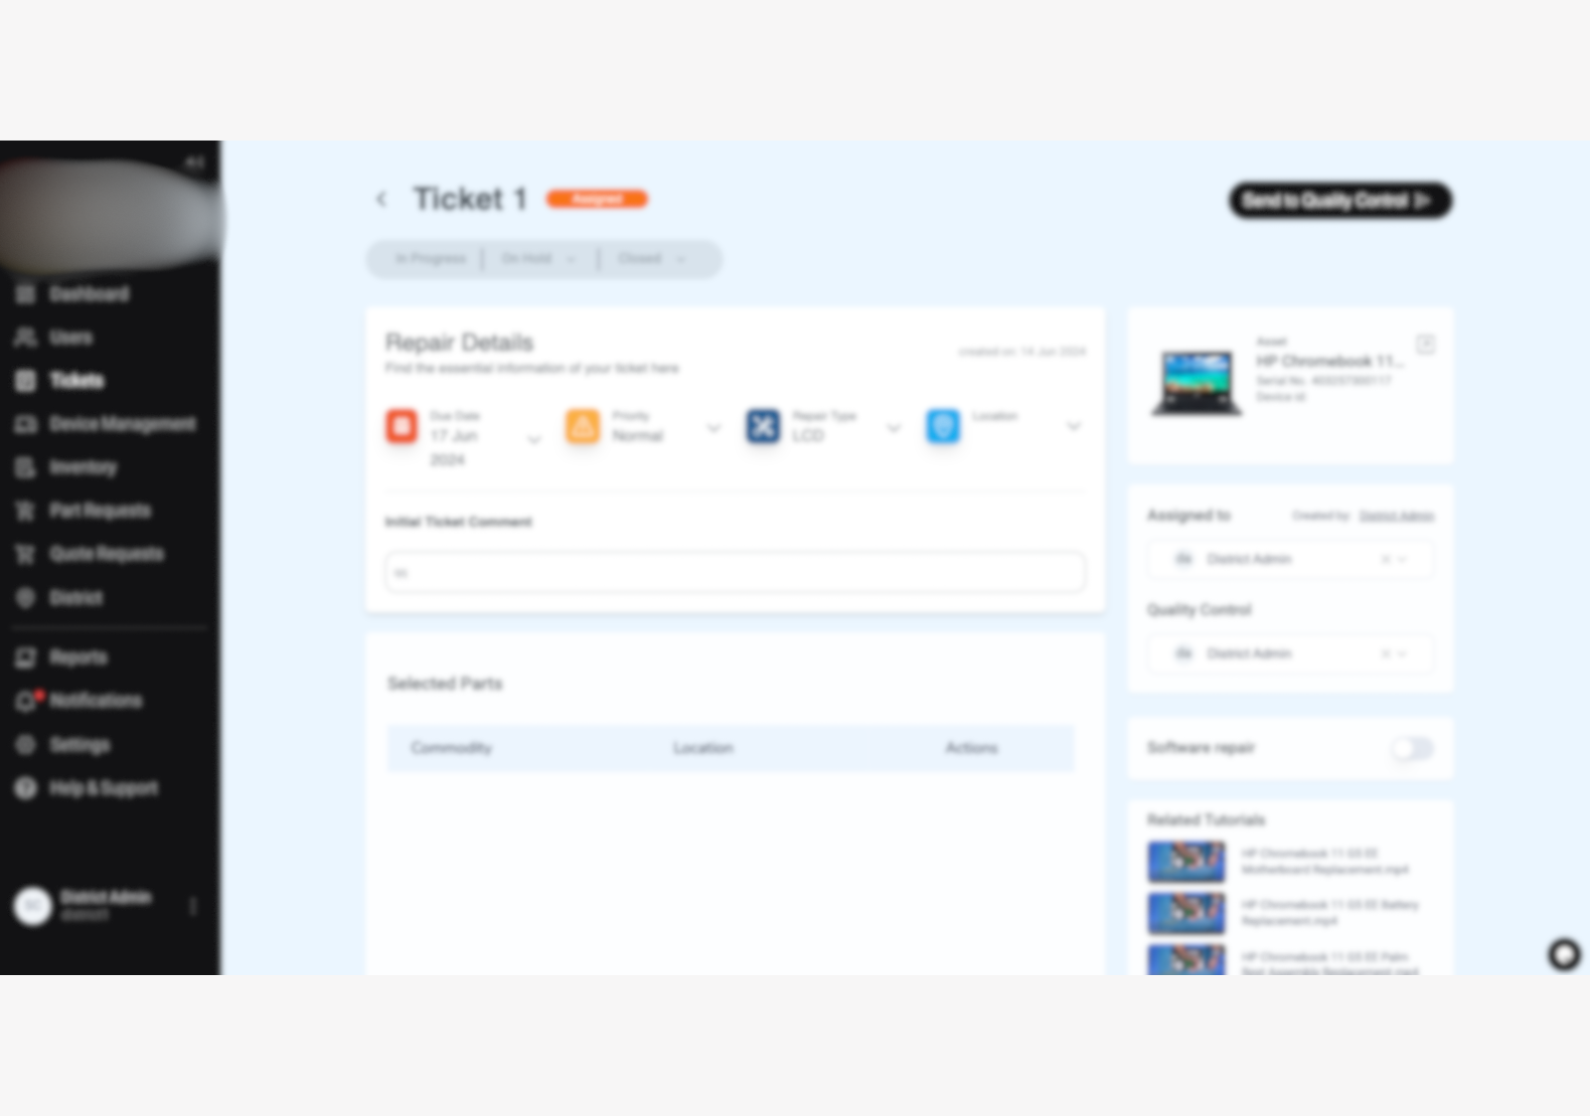 Ticket 1
Assigned
Send to Quality Control
In Progress
On Hold
Closed
Dashboard
Users
Tickets
Device Management
Inventory
Part Requests
Quote Requests
District
Reports
Notifications
Settings
Help & Support
District Admin
Repair Details
Find the essential information of your ticket here
created on: 14 Jun 2024
Due Date
17 Jun
2024
Priority
Normal
Repair Type
LCD
Location
Initial Ticket Comment
Selected Parts
Commodity
Location
Actions
Asset
HP Chromebook 11...
Serial No.
Device id:
Assigned to
Created by: District Admin
District Admin
Quality Control
District Admin
Software repair
Related Tutorials
HP Chromebook 11 G5 EE
Motherboard Replacement.mp4
HP Chromebook 11 G5 EE Battery
Replacement.mp4
HP Chromebook 11 G5 EE Palm
Rest Assembly Replacement.mp4